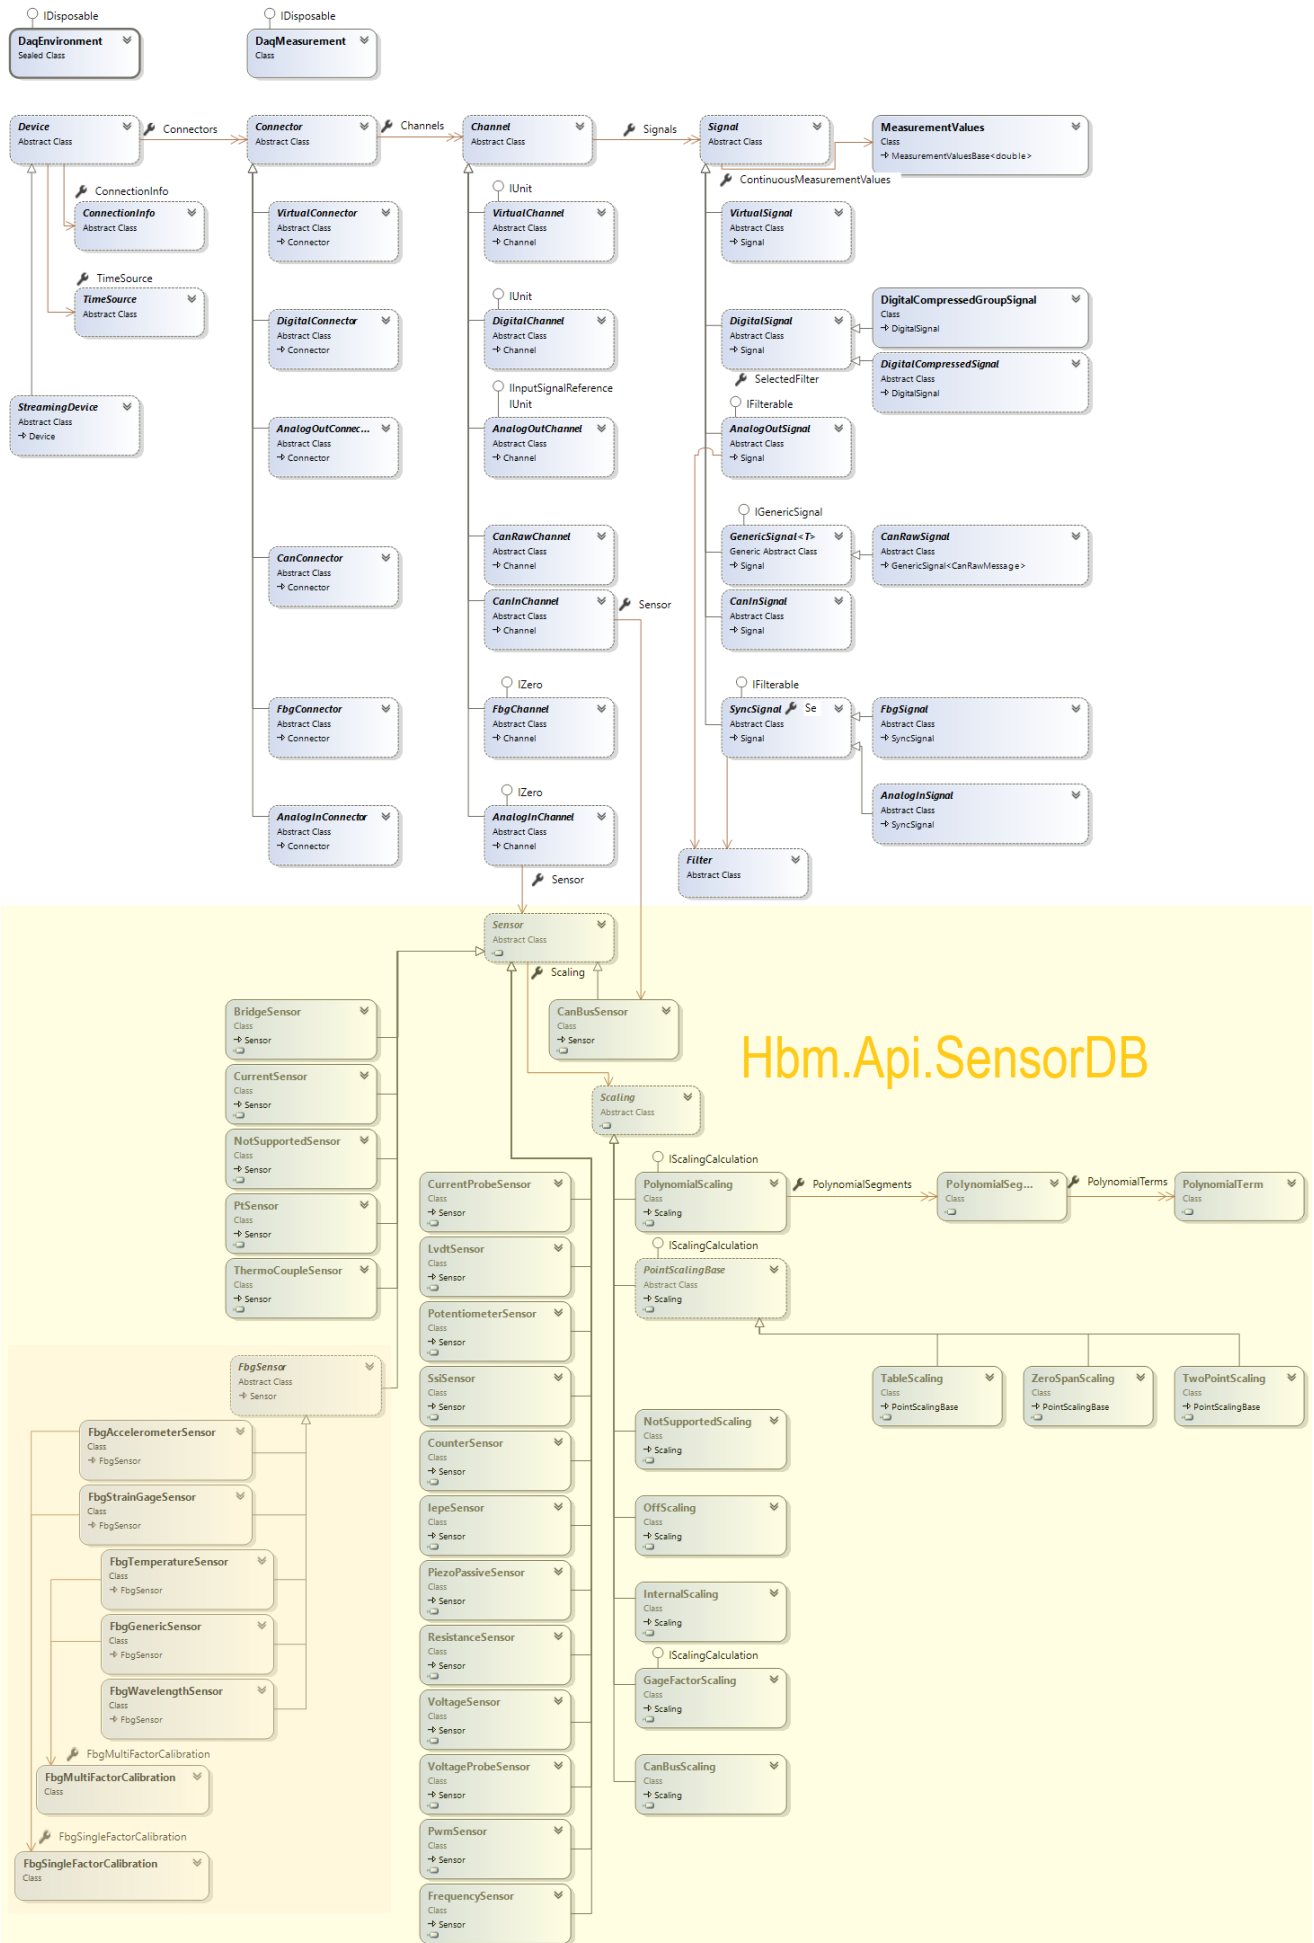 IDisposable
DaqEnvironment
Sealed Class
IDisposable
DaqMeasurement
Class
Device
Abstract Class
Connectors
Connector
Abstract Class
Channels
Channel
Abstract Class
Signals
Signal
Abstract Class
MeasurementValues
Class
MeasurementValuesBase<double>
ContinuousMeasurementValues
ConnectionInfo
ConnectionInfo
Abstract Class
TimeSource
TimeSource
Abstract Class
StreamingDevice
Abstract Class
Device
VirtualConnector
Abstract Class
Connector
DigitalConnector
Abstract Class
Connector
AnalogOutConnec...
Abstract Class
Connector
CanConnector
Abstract Class
Connector
FbgConnector
Abstract Class
Connector
AnalogInConnector
Abstract Class
Connector
IUnit
VirtualChannel
Abstract Class
Channel
IUnit
DigitalChannel
Abstract Class
Channel
IInputSignalReference
IUnit
AnalogOutChannel
Abstract Class
Channel
CanRawChannel
Abstract Class
Channel
CanInChannel
Abstract Class
Channel
Sensor
IZero
FbgChannel
Abstract Class
Channel
IZero
AnalogInChannel
Abstract Class
Channel
Sensor
VirtualSignal
Abstract Class
Signal
DigitalSignal
Abstract Class
Signal
DigitalCompressedGroupSignal
Class
DigitalSignal
DigitalCompressedSignal
Abstract Class
DigitalSignal
SelectedFilter
IFilterable
AnalogOutSignal
Abstract Class
Signal
IGenericSignal
GenericSignal<T>
Generic Abstract Class
Signal
CanRawSignal
Abstract Class
GenericSignal<CanRawMessage>
CanInSignal
Abstract Class
Signal
IFilterable
SyncSignal
Se
Abstract Class
Signal
FbgSignal
Abstract Class
SyncSignal
AnalogInSignal
Abstract Class
SyncSignal
Filter
Abstract Class
Sensor
Abstract Class
Scaling
CanBusSensor
Class
Sensor
Hbm.Api.SensorDB
BridgeSensor
Class
Sensor
CurrentSensor
Class
Sensor
NotSupportedSensor
Class
Sensor
PtSensor
Class
Sensor
ThermoCoupleSensor
Class
Sensor
FbgSensor
Abstract Class
Sensor
FbgAccelerometerSensor
Class
FbgSensor
FbgStrainGageSensor
Class
FbgSensor
FbgTemperatureSensor
Class
FbgSensor
FbgGenericSensor
Class
FbgSensor
FbgWavelengthSensor
Class
FbgSensor
FbgMultiFactorCalibration
FbgMultiFactorCalibration
Class
FbgSingleFactorCalibration
FbgSingleFactorCalibration
Class
CurrentProbeSensor
Class
Sensor
LvdtSensor
Class
Sensor
PotentiometerSensor
Class
Sensor
SsiSensor
Class
Sensor
CounterSensor
Class
Sensor
IepeSensor
Class
Sensor
PiezoPassiveSensor
Class
Sensor
ResistanceSensor
Class
Sensor
VoltageSensor
Class
Sensor
VoltageProbeSensor
Class
Sensor
PwmSensor
Class
Sensor
FrequencySensor
Class
Sensor
Scaling
Abstract Class
IScalingCalculation
PolynomialScaling
Class
Scaling
PolynomialSegments
PolynomialSeg...
Class
PolynomialTerms
PolynomialTerm
Class
IScalingCalculation
PointScalingBase
Abstract Class
Scaling
TableScaling
Class
PointScalingBase
ZeroSpanScaling
Class
PointScalingBase
TwoPointScaling
Class
PointScalingBase
NotSupportedScaling
Class
Scaling
OffScaling
Class
Scaling
InternalScaling
Class
Scaling
IScalingCalculation
GageFactorScaling
Class
Scaling
CanBusScaling
Class
Scaling